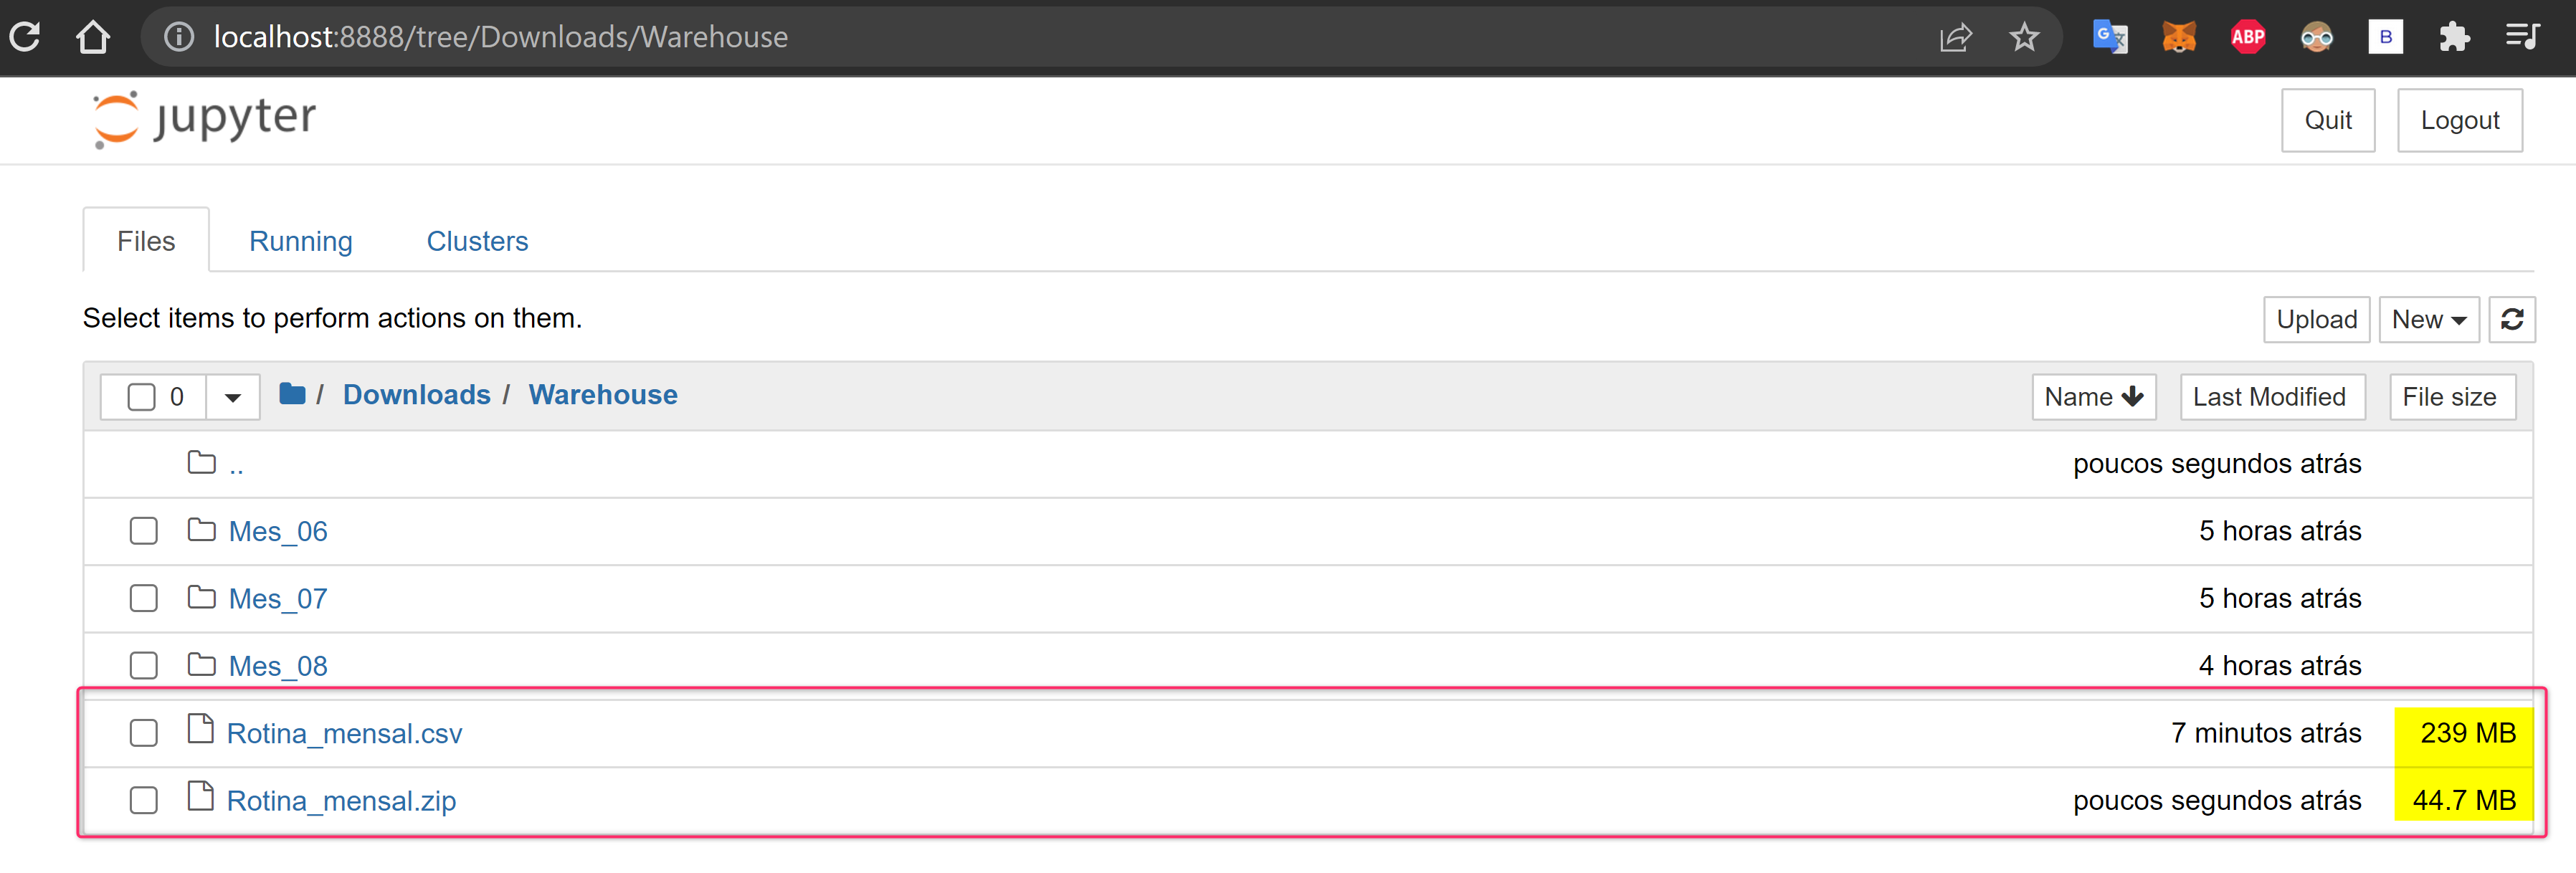 localhost:8888/tree/Downloads/Warehouse
ABP
B
jupyter
Quit
Logout
Files
Running
Clusters
Select items to perform actions on them.
Upload
New
0
/ Downloads / Warehouse
Name
Last Modified
File size
..
poucos segundos atrás
Mes_06
5 horas atrás
Mes_07
5 horas atrás
Mes_08
4 horas atrás
Rotina_mensal.csv
7 minutos atrás
239 MB
Rotina_mensal.zip
poucos segundos atrás
44.7 MB